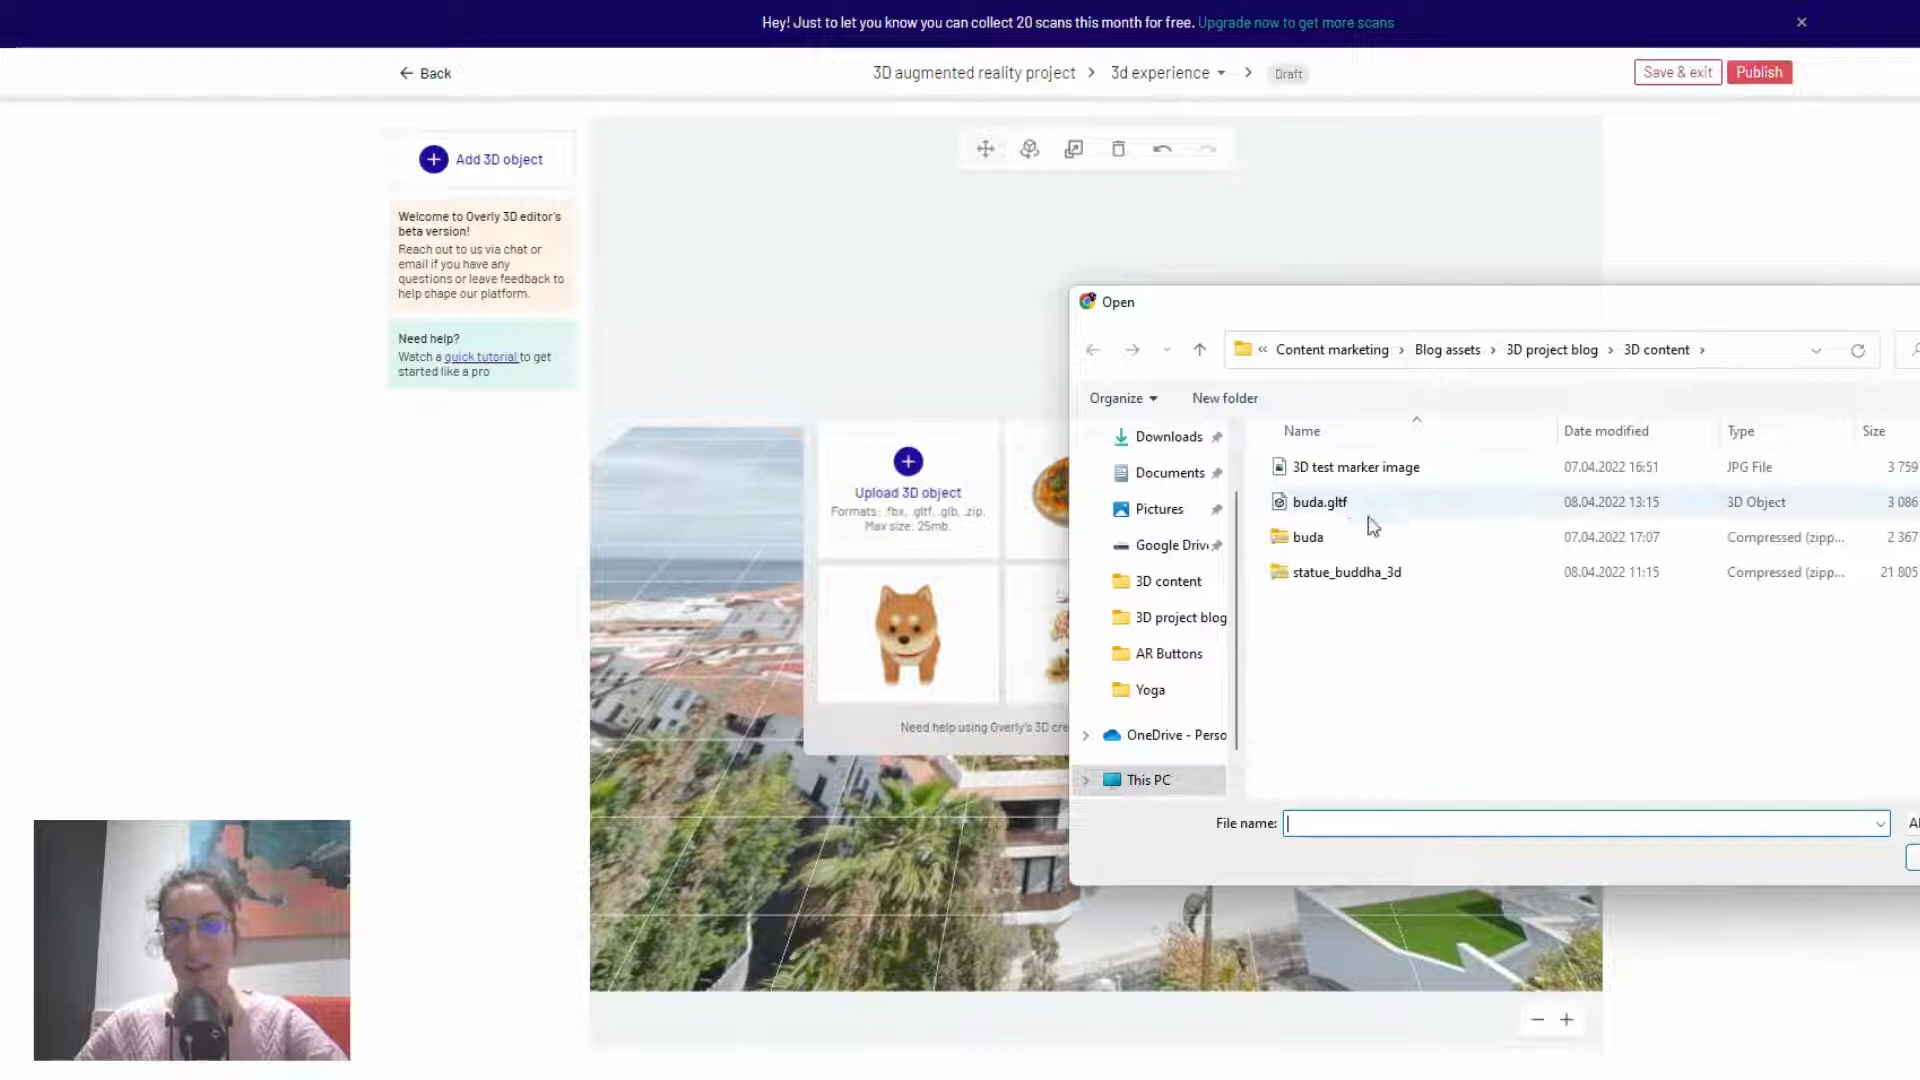 Hey! Just to let you know you can collect 20 scans this month for free. Upgrade now to get more scans
Back
3D augmented reality project
3d experience
Draft
Save & exit
Publish
Add 3D object
Welcome to Overly 3D editor's
beta version!
Reach out to us via chat or
email if you have any
questions or leave feedback to
help shape our platform.
Need help?
Watch a quick tutorial to get
started like a pro
Upload 3D object
Formats: .fbx, .gltf, .glb, .zip.
Max size: 25mb.
Need help using Overly's 3D
Open
« Content marketing › Blog assets › 3D project blog › 3D content ›
Organize
New folder
Downloads
Documents
Pictures
Google
3D content
3D project blog
AR Buttons
Yoga
OneDrive -
This PC
Name Date modified Type Size
3D test marker image 07.04.2022 16:51 JPG File 3 759
buda.gltf 08.04.2022 13:15 3D Object 3 086
buda 07.04.2022 17:07 Compressed (zipp... 2 367
statue_buddha_3d 08.04.2022 11:15 Compressed (zipp... 21 805
File name: